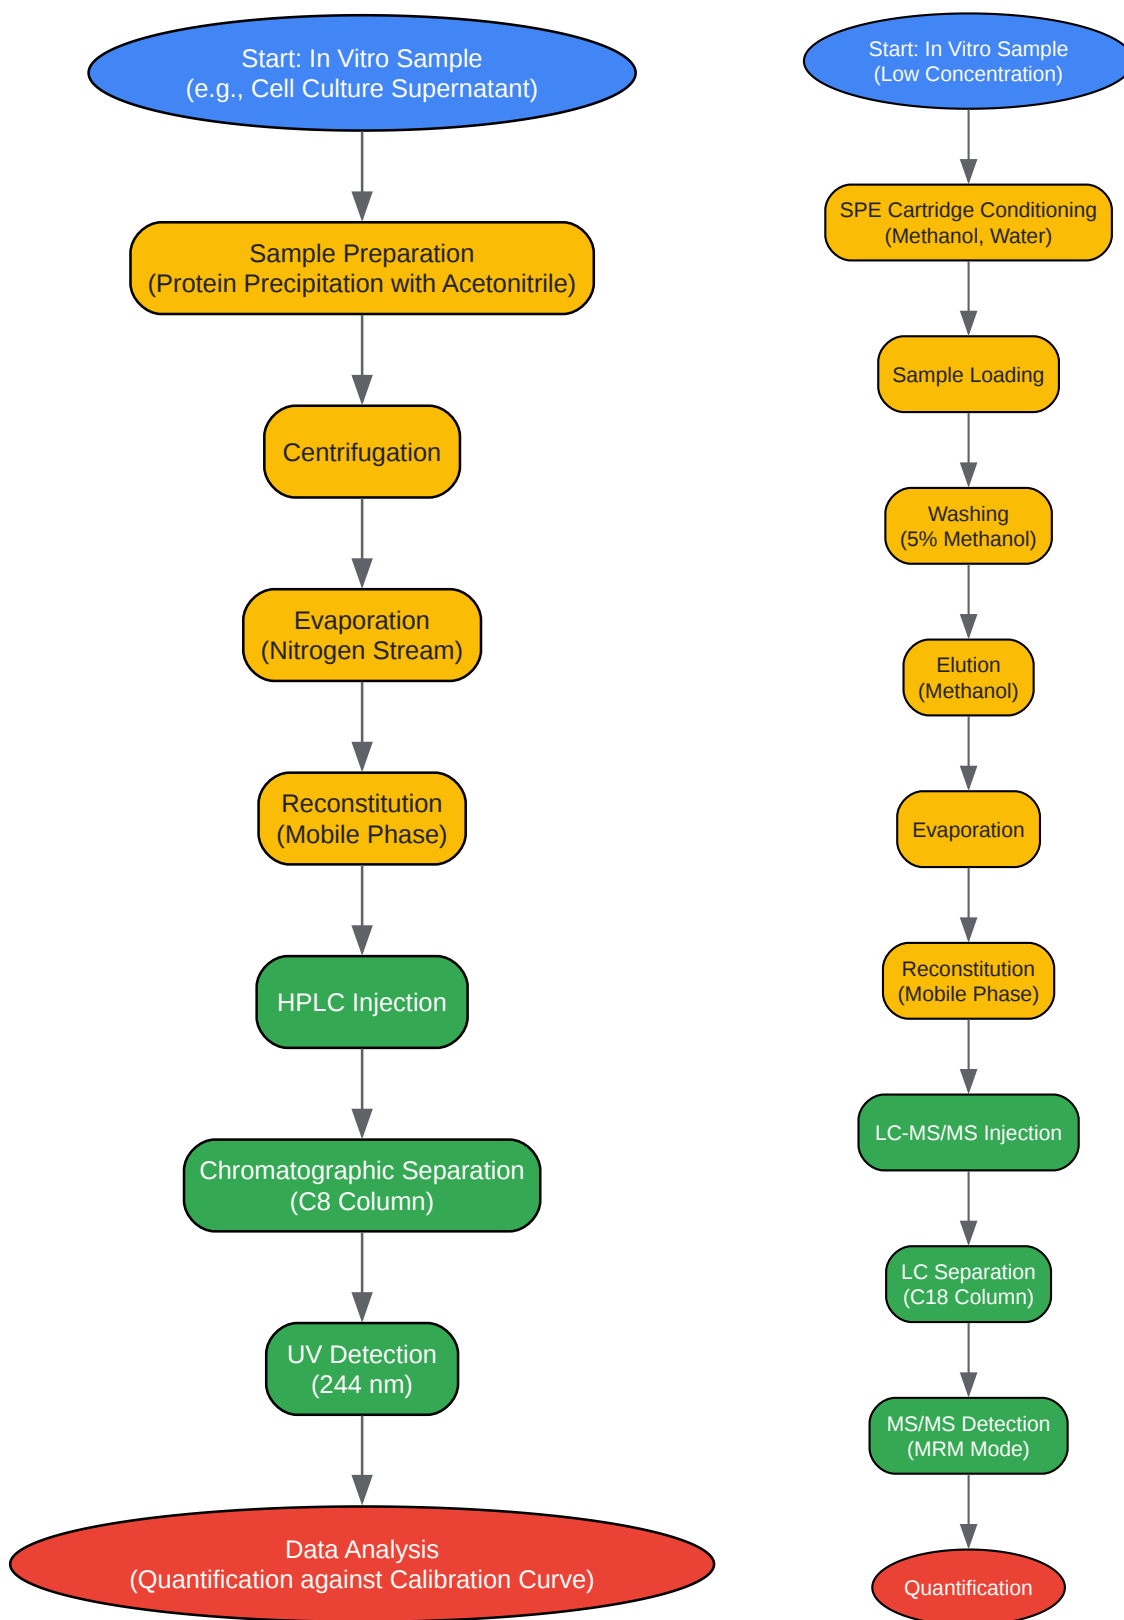 Start: In Vitro Sample
(e.g., Cell Culture Supernatant)
Sample Preparation
(Protein Precipitation with Acetonitrile)
Centrifugation
Evaporation
(Nitrogen Stream)
Reconstitution
(Mobile Phase)
HPLC Injection
Chromatographic Separation
(C8 Column)
UV Detection
(244 nm)
Data Analysis
(Quantification against Calibration Curve)
Start: In Vitro Sample
(Low Concentration)
SPE Cartridge Conditioning
(Methanol, Water)
Sample Loading
Washing
(5% Methanol)
Elution
(Methanol)
Evaporation
Reconstitution
(Mobile Phase)
LC-MS/MS Injection
LC Separation
(C18 Column)
MS/MS Detection
(MRM Mode)
Quantification